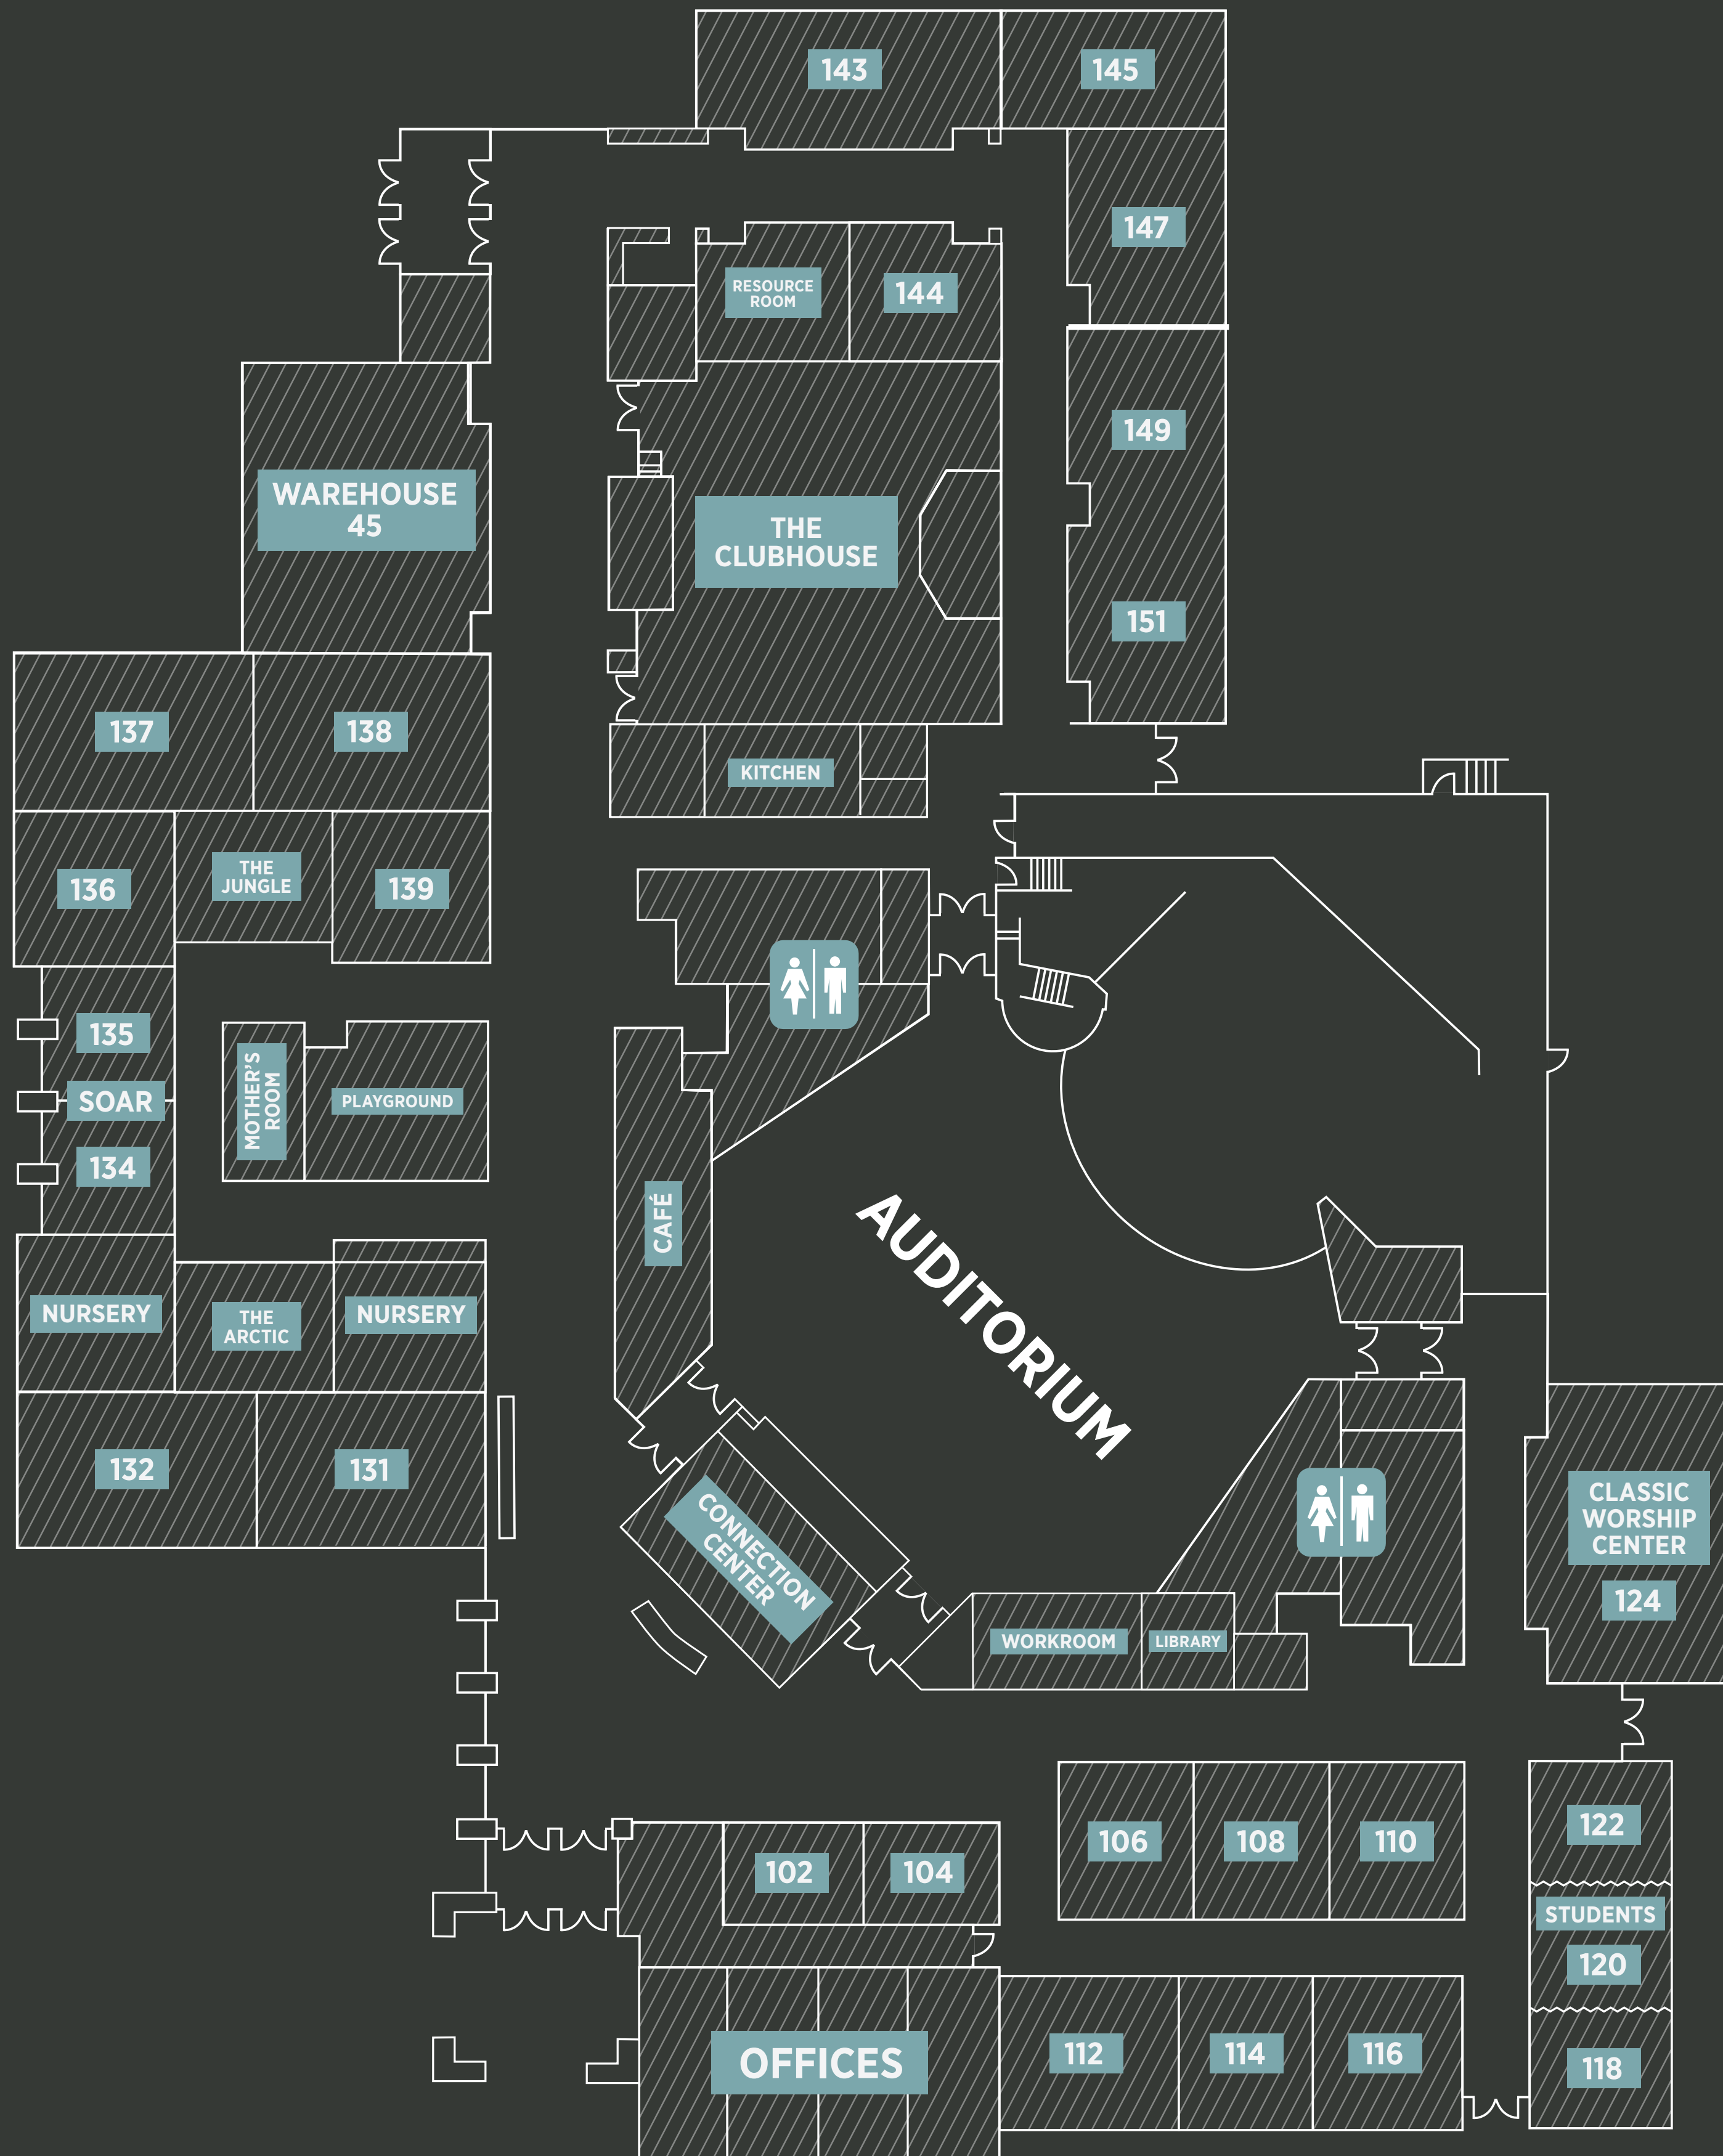 143
145
147
RESOURCE
ROOM
144
149
WAREHOUSE
45
THE
CLUBHOUSE
151
137
138
KITCHEN
136
THE
JUNGLE
139
135
SOAR
134
MOTHER'S
ROOM
PLAYGROUND
CAFÉ
AUDITORIUM
NURSERY
THE
ARCTIC
NURSERY
132
131
CONNECTION
CENTER
CLASSIC
WORSHIP
CENTER
124
WORKROOM
LIBRARY
102
104
106
108
110
122
STUDENTS
120
118
OFFICES
112
114
116